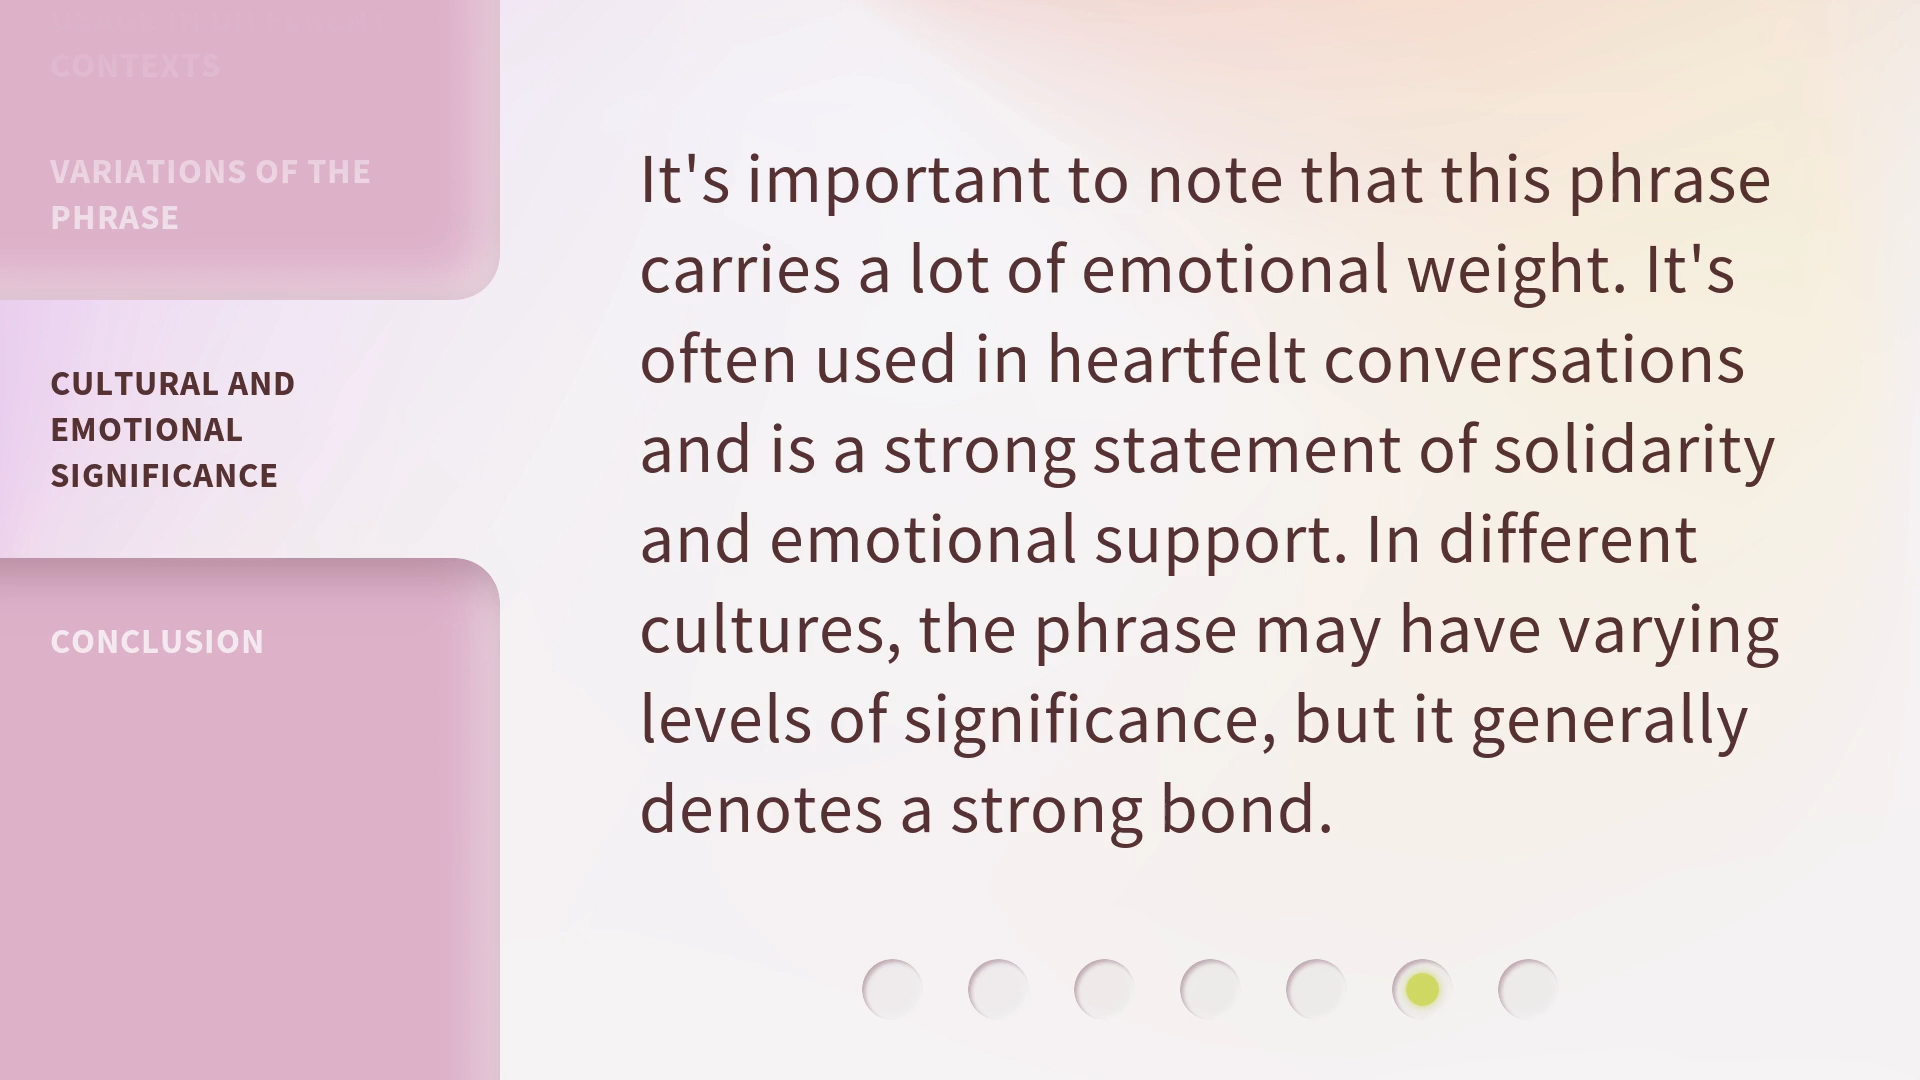 CONTEXTS
VARIATIONS OF THE
PHRASE
CULTURAL AND
EMOTIONAL
SIGNIFICANCE
CONCLUSION
It's important to note that this phrase
carries a lot of emotional weight. It's
often used in heartfelt conversations
and is a strong statement of solidarity
and emotional support. In different
cultures, the phrase may have varying
levels of significance, but it generally
denotes a strong bond.